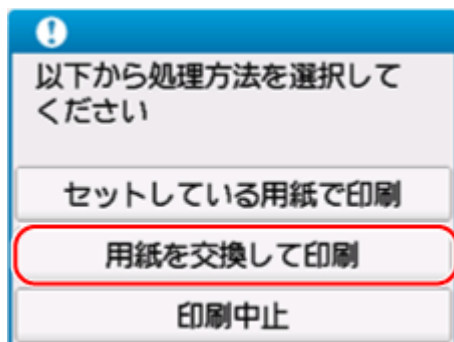 以下から処理方法を選択して
ください
セットしている用紙で印刷
用紙を交換して印刷
印刷中止